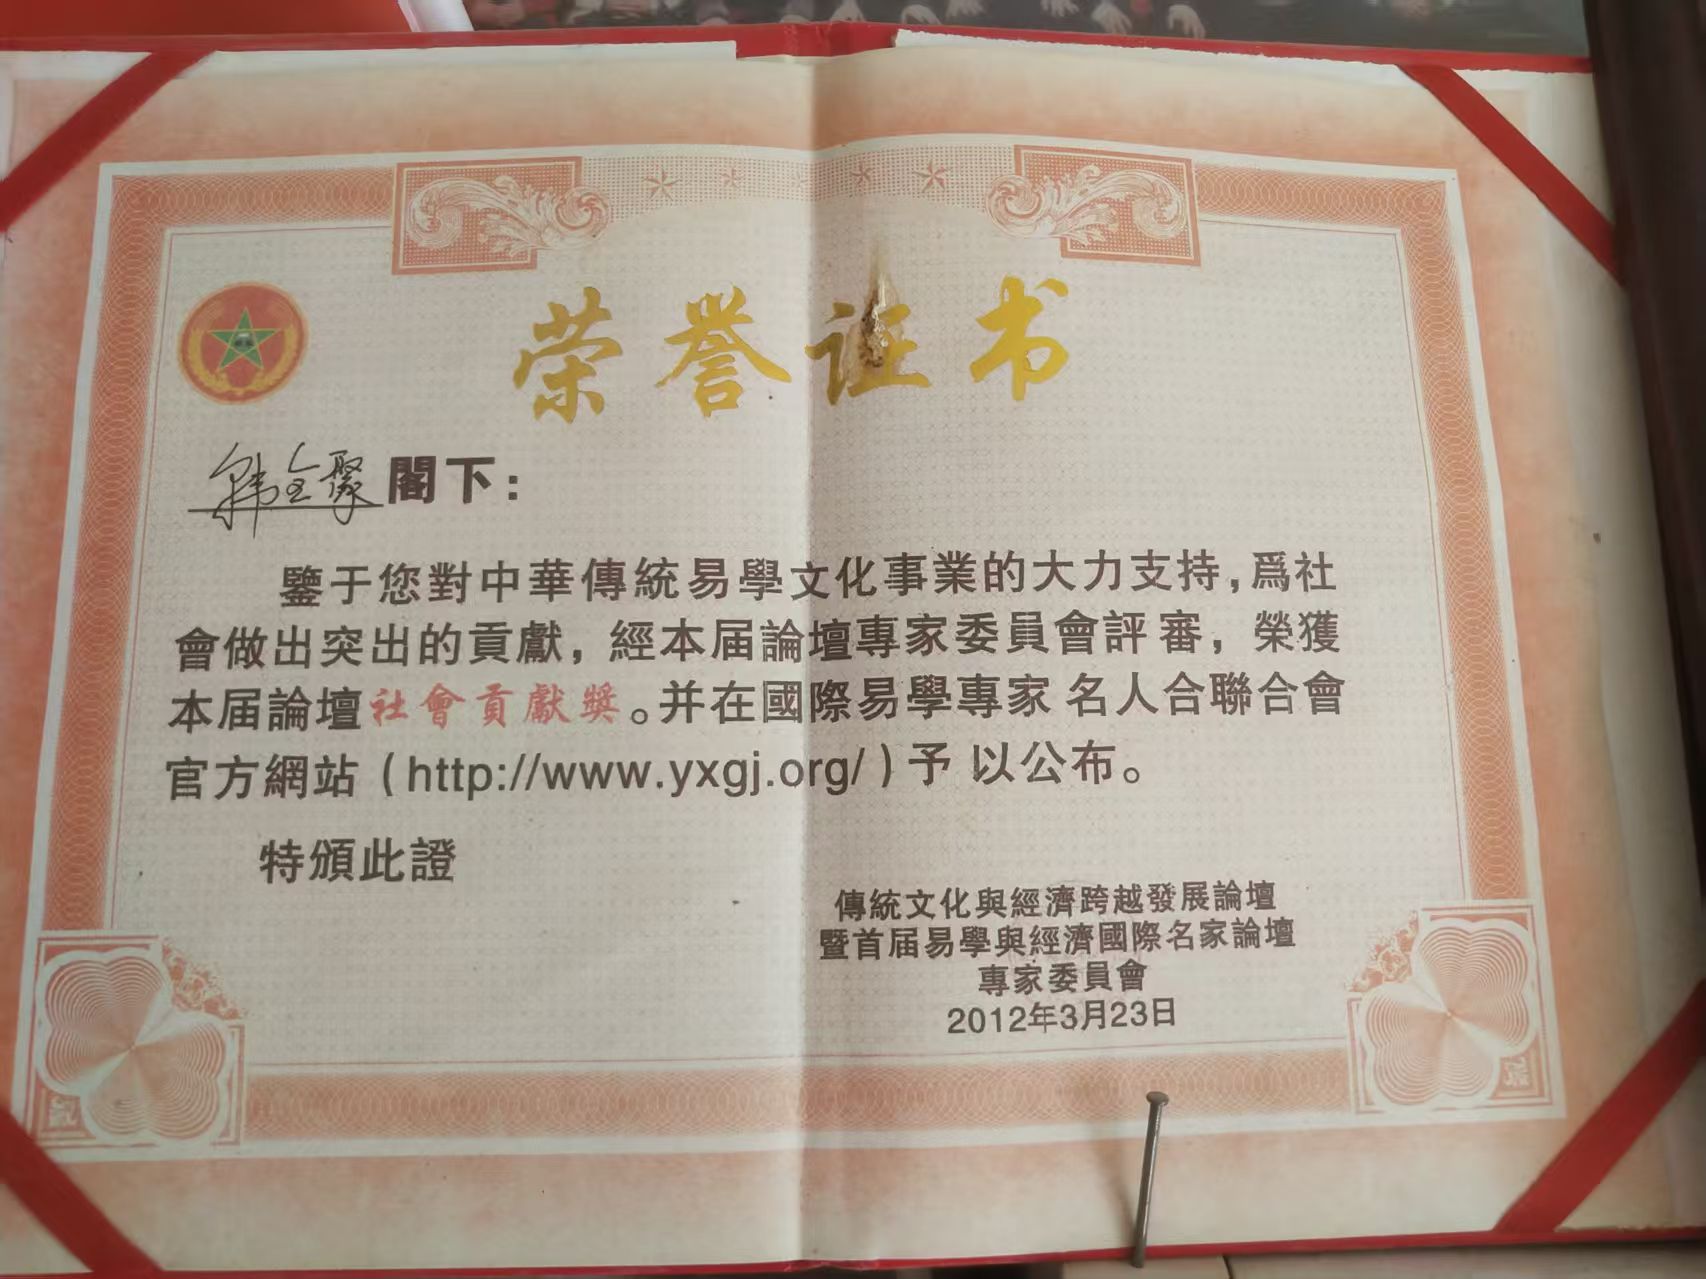 荣誉证书
韩全聚閣下:
鑒于您對中華傳統易學文化事業的大力支持,爲社
會做出突出的貢獻,經本届論壇專家委員會評審,榮獲
本届論壇社會貢獻獎。并在國際易學專家名人合聯合會
官方網站(http://www.yxgj.org/)予以公布。
特頒此證
傳統文化與經濟跨越發展論壇
暨首届易學與經濟國際名家論壇
專家委員會
2012年3月23日